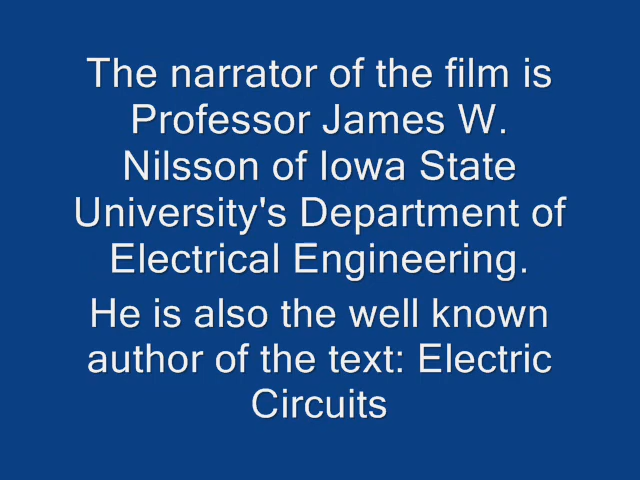 The narrator of the film is
Professor James W.
Nilsson of Iowa State
University's Department of
Electrical Engineering.
He is also the well known
author of the text: Electric
Circuits